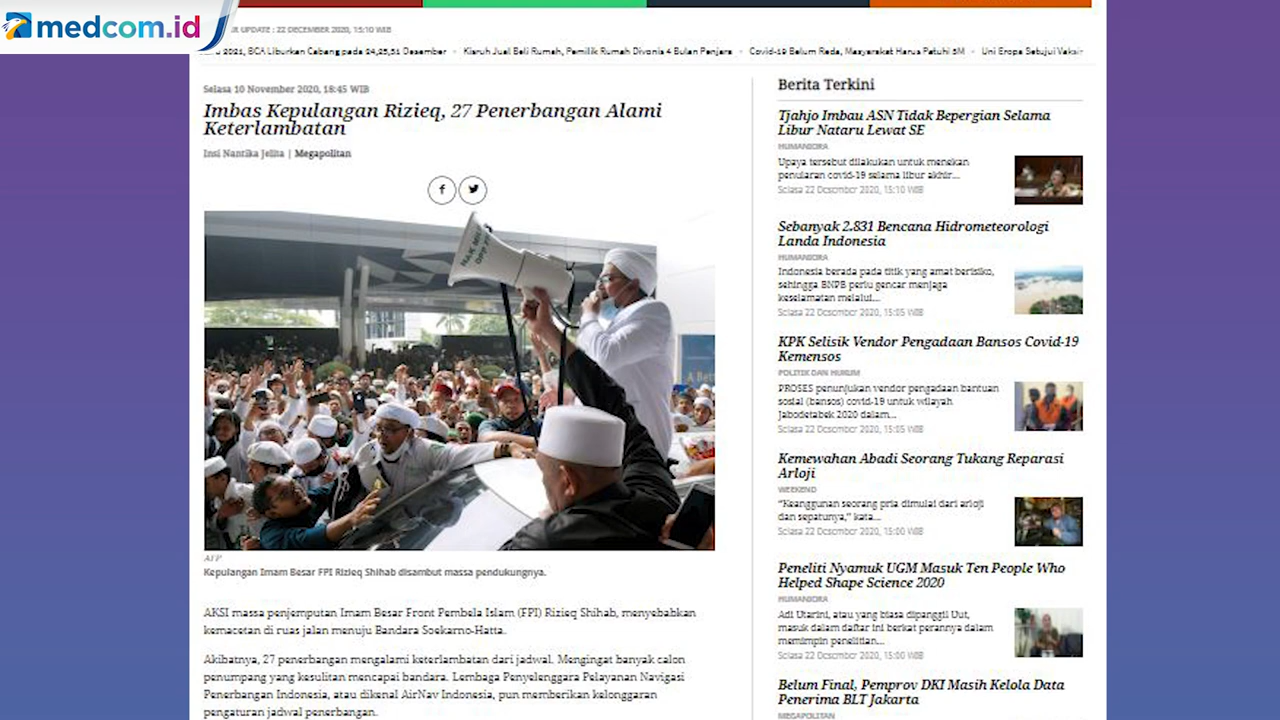 medcom.id
UPDATE : 22 DECEMBER 2020, 15:10 WIB
2021, BCA Liburkan Cabang pada 24,25,31 Desember • Kisruh Jual Beli Rumah, Pemilik Rumah Divonis 4 Bulan Penjara • Covid-19 Belum Reda, Masyarakat Harus Patuhi 5M • Uni Eropa Setujui Vaksin
Selasa 10 November 2020, 18:45 WIB
Imbas Kepulangan Rizieq, 27 Penerbangan Alami
Keterlambatan
Insi Nantika Jelita | Megapolitan
AFP
Kepulangan Imam Besar FPI Rizieq Shihab disambut massa pendukungnya.
AKSI massa penjemputan Imam Besar Front Pembela Islam (FPI) Rizieq Shihab, menyebabkan
kemacetan di ruas jalan menuju Bandara Soekarno-Hatta.
Akibatnya, 27 penerbangan mengalami keterlambatan dari jadwal. Mengingat banyak calon
penumpang yang kesulitan mencapai bandara. Lembaga Penyelenggara Pelayanan Navigasi
Penerbangan Indonesia, atau dikenal AirNav Indonesia, pun memberikan kelonggaran
pengaturan jadwal penerbangan.
Berita Terkini
Tjahjo Imbau ASN Tidak Bepergian Selama
Libur Nataru Lewat SE
HUMANIORA
Upaya tersebut dilakukan untuk menekan
penularan covid-19 selama libur akhir...
Selasa 22 Desember 2020, 15:10 WIB
Sebanyak 2.831 Bencana Hidrometeorologi
Landa Indonesia
HUMANIORA
Indonesia berada pada titik yang amat berisiko,
sehingga BNPB perlu gencar menjaga
keselamatan melalui...
Selasa 22 Desember 2020, 15:05 WIB
KPK Selisik Vendor Pengadaan Bansos Covid-19
Kemensos
POLITIK DAN HUKUM
PROSES penunjukan vendor pengadaan bantuan
sosial (bansos) covid-19 untuk wilayah
Jabodetabek 2020 dalam...
Selasa 22 Desember 2020, 15:05 WIB
Kemewahan Abadi Seorang Tukang Reparasi
Arloji
WEEKEND
"Keanggunan seorang pria dimulai dari arloji
dan sepatunya," kata...
Selasa 22 Desember 2020, 15:00 WIB
Peneliti Nyamuk UGM Masuk Ten People Who
Helped Shape Science 2020
HUMANIORA
Adi Utarini, atau yang biasa dipanggil Uut,
masuk dalam daftar ini berkat perannya dalam
memimpin penelitian...
Selasa 22 Desember 2020, 15:00 WIB
Belum Final, Pemprov DKI Masih Kelola Data
Penerima BLT Jakarta
MEGAPOLITAN